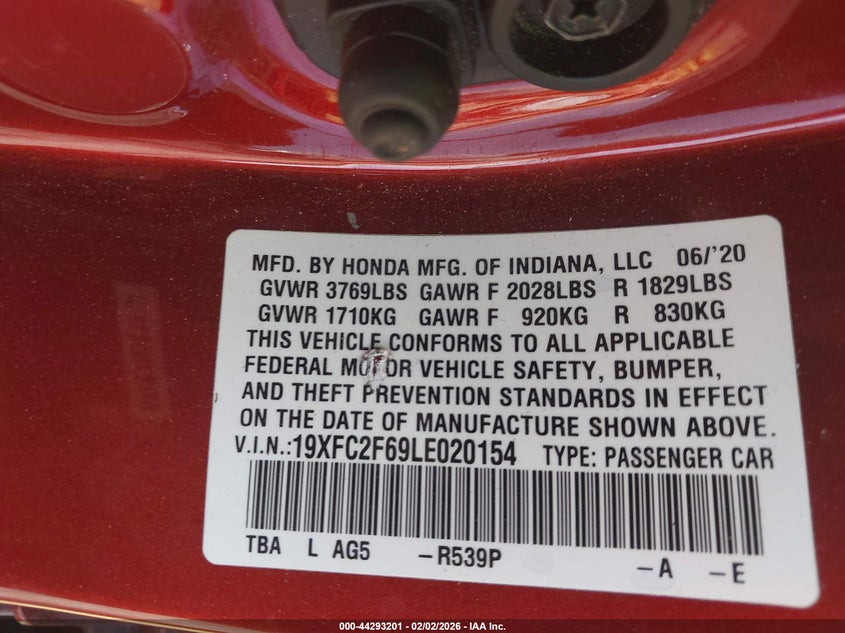 MFD. BY HONDA MFG. OF INDIANA, LLC 06/'20
GVWR 3769LBS GAWR F 2028LBS R 1829LBS
GVWR 1710KG GAWR F 920KG R 830KG
THIS VEHICLE CONFORMS TO ALL APPLICABLE
FEDERAL MOTOR VEHICLE SAFETY, BUMPER,
AND THEFT PREVENTION STANDARDS IN EFFECT
ON THE DATE OF MANUFACTURE SHOWN ABOVE.
V.I.N.:19XFC2F69LE020154 TYPE: PASSENGER CAR
TBA L AG5 -R539P -A -E
000-44293201 - 02/02/2026 - IAA Inc.